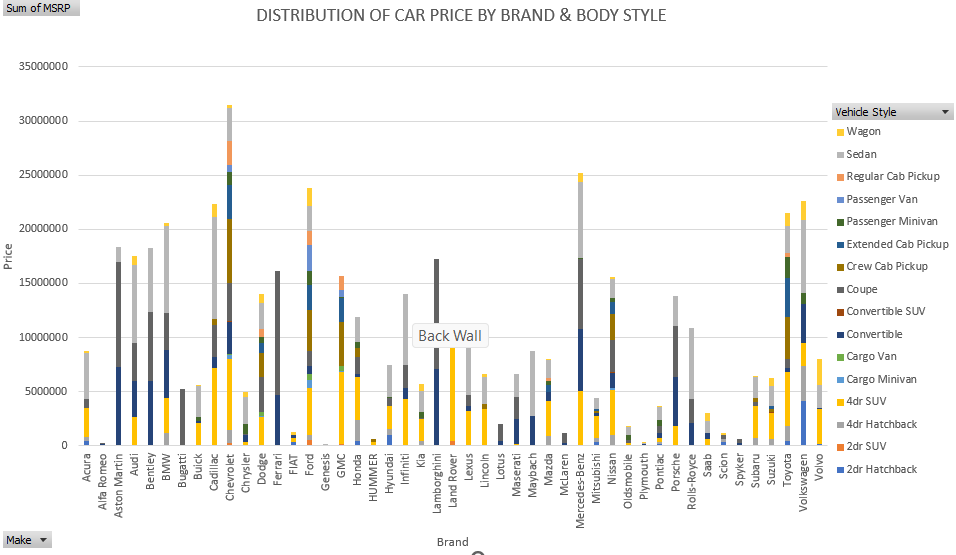 Sum of MSRP
DISTRIBUTION OF CAR PRICE BY BRAND & BODY STYLE
35000000
30000000
25000000
20000000
15000000
10000000
5000000
0
Price
Back Wall
Vehicle Style
Wagon
Sedan
Regular Cab Pickup
Passenger Van
Passenger Minivan
Extended Cab Pickup
Crew Cab Pickup
Coupe
Convertible SUV
Convertible
Cargo Van
Cargo Minivan
4dr SUV
4dr Hatchback
2dr SUV
2dr Hatchback
Acura
Alfa Romeo
Aston Martin
Audi
Bentley
BMW
Bugatti
Buick
Cadillac
Chevrolet
Chrysler
Dodge
Ferrari
FIAT
Ford
Genesis
GMC
Honda
HUMMER
Hyundai
Infiniti
Kia
Lamborghini
Land Rover
Lexus
Lincoln
Lotus
Maserati
Maybach
Mazda
McLaren
Mercedes-Benz
Mitsubishi
Nissan
Oldsmobile
Plymouth
Pontiac
Porsche
Rolls-Royce
Saab
Scion
Spyker
Subaru
Suzuki
Toyota
Volkswagen
Volvo
Make
Brand